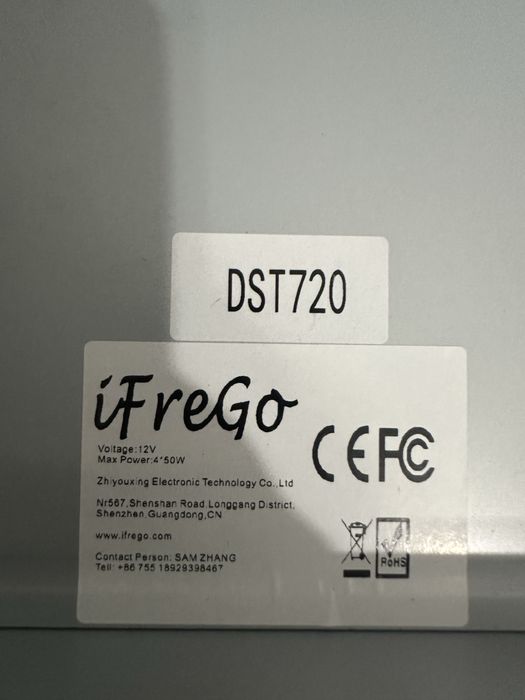 DST720
iFreGo
Voltage:12V
Max Power:4*50W
CE FC
Zhiyouxing Electronic Technology Co.,Ltd
Nr567,Shenshan Road,Longgang District,
Shenzhen,Guangdong,CN
www.ifrego.com
Contact Person: SAM ZHANG
Tell: +86 755 18929398467
RoHS